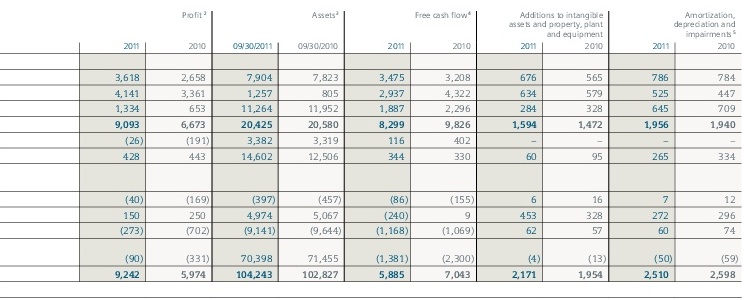 Profit ² Assets³ Free cash flow⁴ Additions to intangible Amortization,
assets and property, plant depreciation and
and equipment impairments⁵
2011 2010 09/30/2011 09/30/2010 2011 2010 2011 2010 2011 2010
3,618 2,658 7,904 7,823 3,475 3,208 676 565 786 784
4,141 3,361 1,257 805 2,937 4,322 634 579 525 447
1,334 653 11,264 11,952 1,887 2,296 284 328 645 709
9,093 6,673 20,425 20,580 8,299 9,826 1,594 1,472 1,956 1,940
(26) (191) 3,382 3,319 116 402 – – – –
428 443 14,602 12,506 344 330 60 95 265 334
(40) (169) (397) (457) (86) (155) 6 16 7 12
150 250 4,974 5,067 (240) 9 453 328 272 296
(273) (702) (9,141) (9,644) (1,168) (1,069) 62 57 60 74
(90) (331) 70,398 71,455 (1,381) (2,300) (4) (13) (50) (59)
9,242 5,974 104,243 102,827 5,885 7,043 2,171 1,954 2,510 2,598